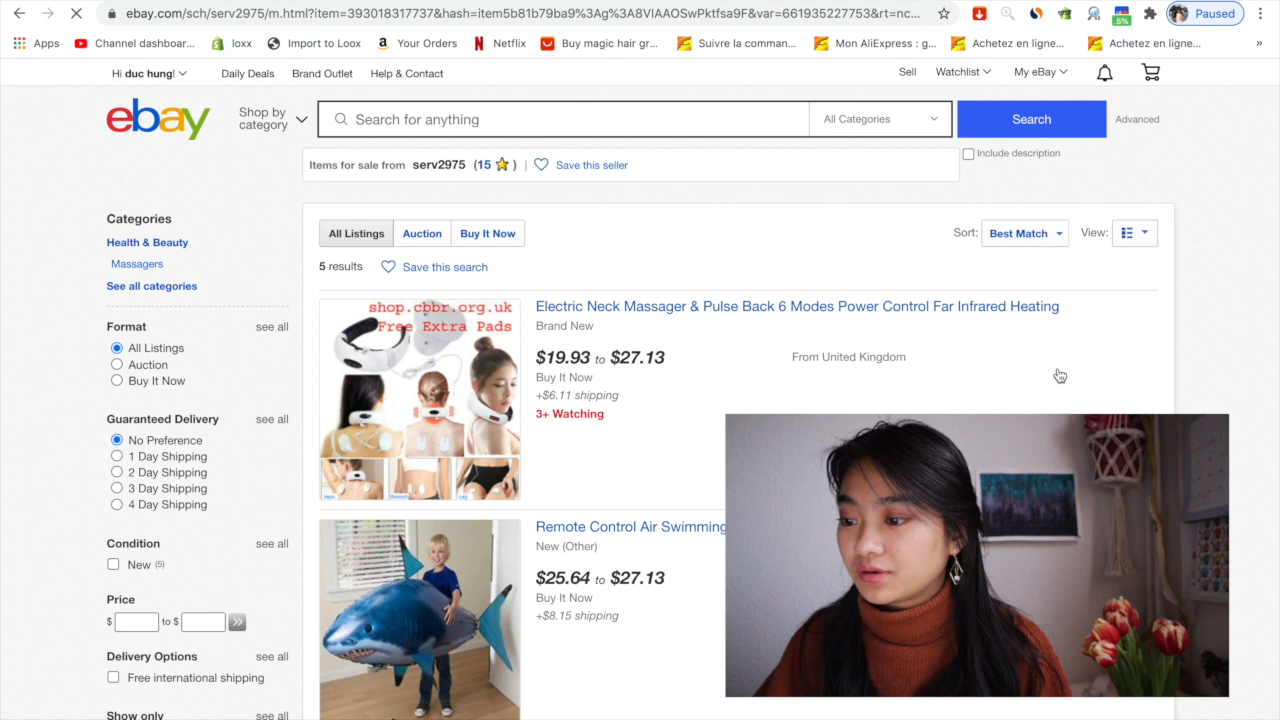 ebay.com/sch/serv2975/m.html?item=393018310717&hash=item5b81b79ba9%3Ag%3A8VIAAOSwPktfsa9F&var=661935227753&rt=nc...
.5%
Paused
Apps
Channel dashboar...
loxx
Import to Loox
Your Orders
Netflix
Buy magic hair gr...
Suivre la comman...
Mon AliExpress : g...
Achetez en ligne...
Achetez en ligne...
»
Hi duc hung!
Daily Deals
Brand Outlet
Help & Contact
Sell
Watchlist
My eBay
ebay
Shop by category
Search for anything
All Categories
Search
Advanced
Include description
Items for sale from serv2975 (15 ) | Save this seller
Categories
Health & Beauty
Massagers
See all categories
Format
see all
All Listings
Auction
Buy It Now
Guaranteed Delivery
see all
No Preference
1 Day Shipping
2 Day Shipping
3 Day Shipping
4 Day Shipping
Condition
see all
New (5)
Price
$ to $
Delivery Options
see all
Free international shipping
Show only
see all
All Listings
Auction
Buy It Now
Sort: Best Match
View:
5 results
Save this search
shop.cbbr.org.uk
Free Extra Pads
Neck
Leg
Electric Neck Massager & Pulse Back 6 Modes Power Control Far Infrared Heating
Brand New
$19.93 to $27.13
From United Kingdom
Buy It Now
+$6.11 shipping
3+ Watching
Remote Control Air Swimming
New (Other)
$25.64 to $27.13
Buy It Now
+$8.15 shipping